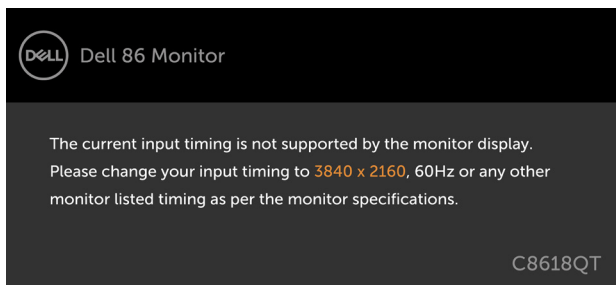 DELL Dell 86 Monitor
The current input timing is not supported by the monitor display.
Please change your input timing to 3840 x 2160, 60Hz or any other
monitor listed timing as per the monitor specifications.
C8618QT